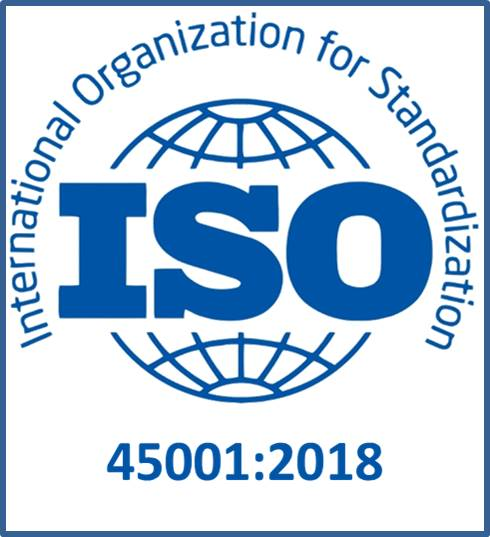 International Organization for Standardization
ISO
45001:2018